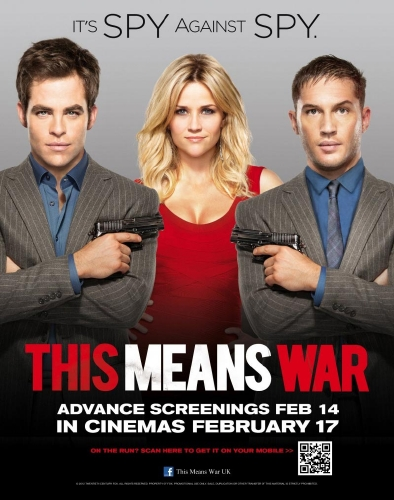 IT'S SPY AGAINST SPY.
THIS MEANS WAR
ADVANCE SCREENINGS FEB 14
IN CINEMAS FEBRUARY 17
ON THE RUN? SCAN HERE TO GET IT ON YOUR MOBILE >>
f This Means War UK